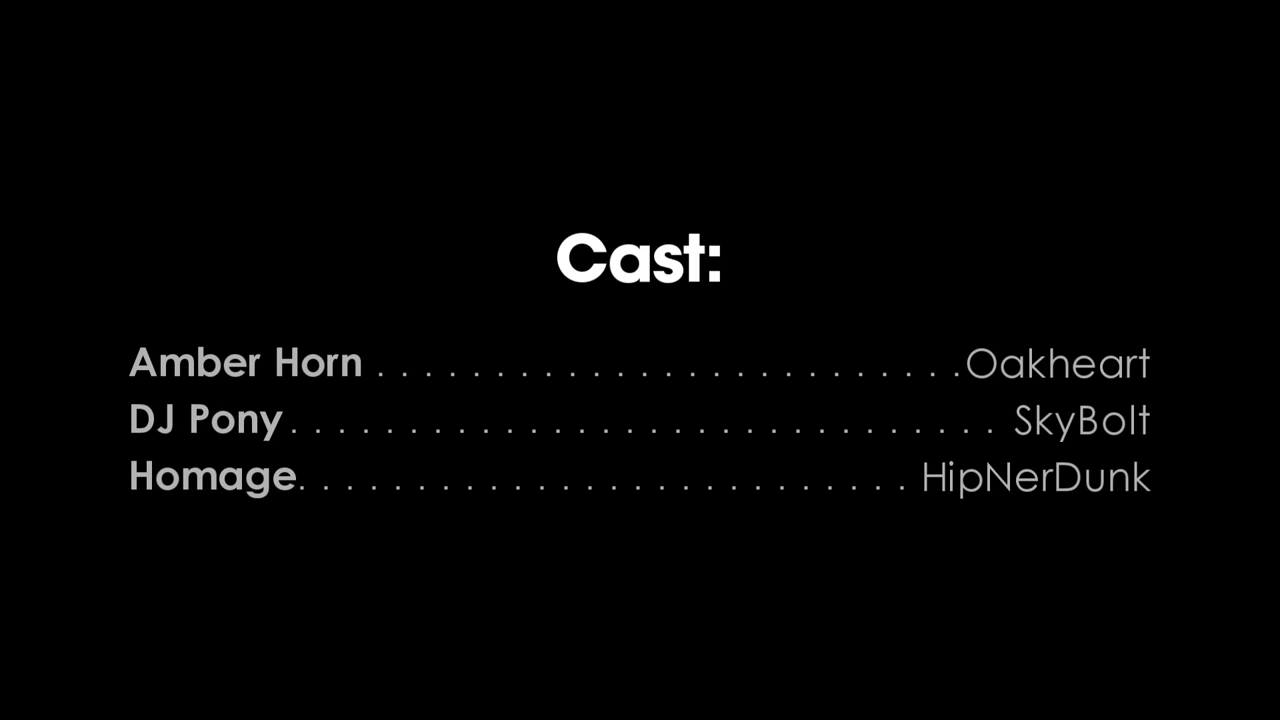 Cast:
Amber Horn . . . . . . . . . . . . . . . . . . . . . . . . .Oakheart
DJ Pony . . . . . . . . . . . . . . . . . . . . . . . . . . . . . . SkyBolt
Homage. . . . . . . . . . . . . . . . . . . . . . . . . . HipNerDunk